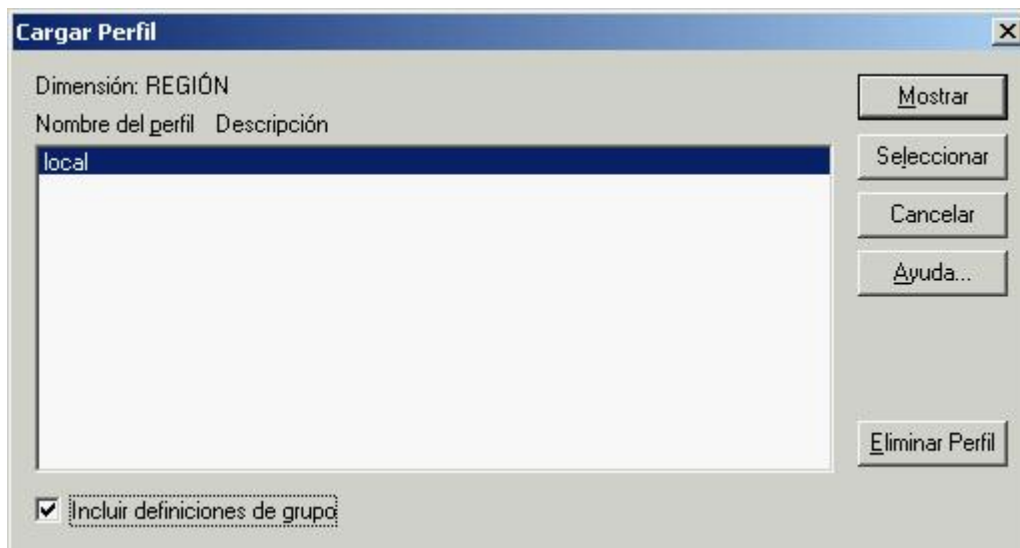 Cargar Perfil
Dimensión: REGIÓN
Nombre del perfil Descripción
local
Mostrar
Seleccionar
Cancelar
Ayuda...
Eliminar Perfil
Incluir definiciones de grupo